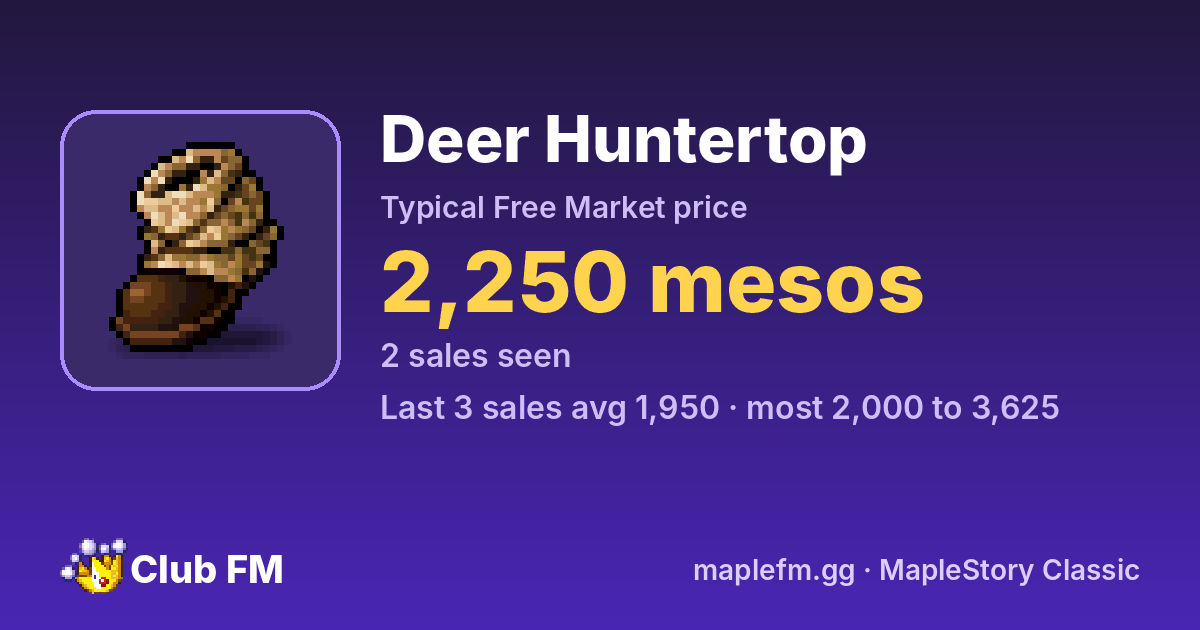 Deer Huntertop
Typical Free Market price
2,250 mesos
2 sales seen
Last 3 sales avg 1,950 · most 2,000 to 3,625
Club FM
maplefm.gg · MapleStory Classic